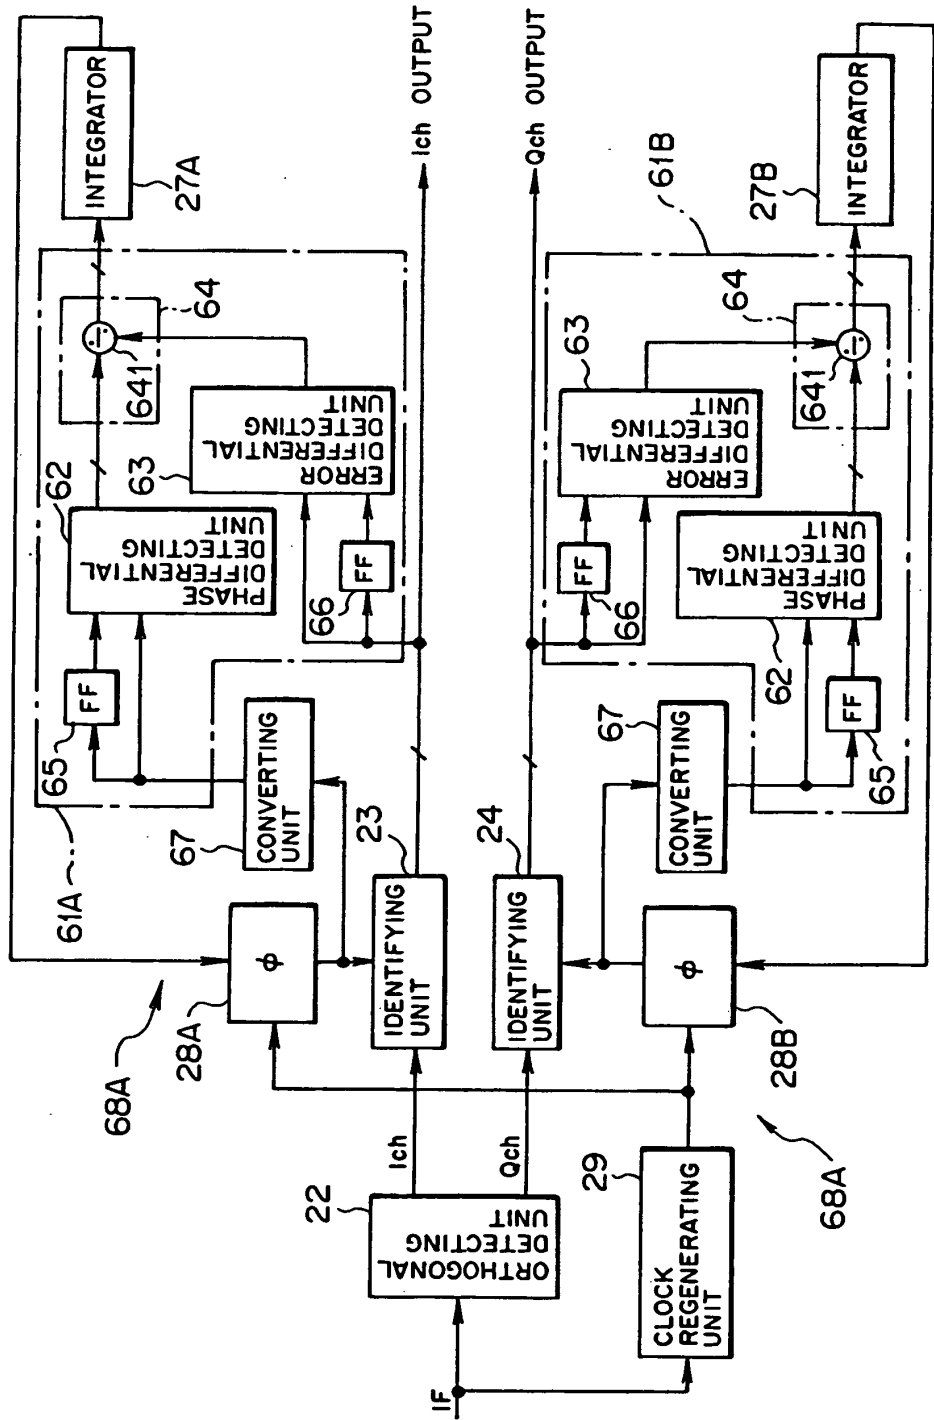 IF
ORTHOGONAL
DETECTING
UNIT
22
Ich
Qch
CLOCK
REGENERATING
UNIT
29
68A
68A
28A
ϕ
28B
ϕ
IDENTIFYING
UNIT
23
IDENTIFYING
UNIT
24
67
CONVERTING
UNIT
67
CONVERTING
UNIT
61A
65
FF
62
PHASE
DIFFERENTIAL
DETECTING
UNIT
66
FF
63
ERROR
DIFFERENTIAL
DETECTING
UNIT
641
÷
64
INTEGRATOR
27A
Ich OUTPUT
Qch OUTPUT
61B
66
FF
63
ERROR
DIFFERENTIAL
DETECTING
UNIT
65
FF
62
PHASE
DIFFERENTIAL
DETECTING
UNIT
64
641
÷
27B
INTEGRATOR